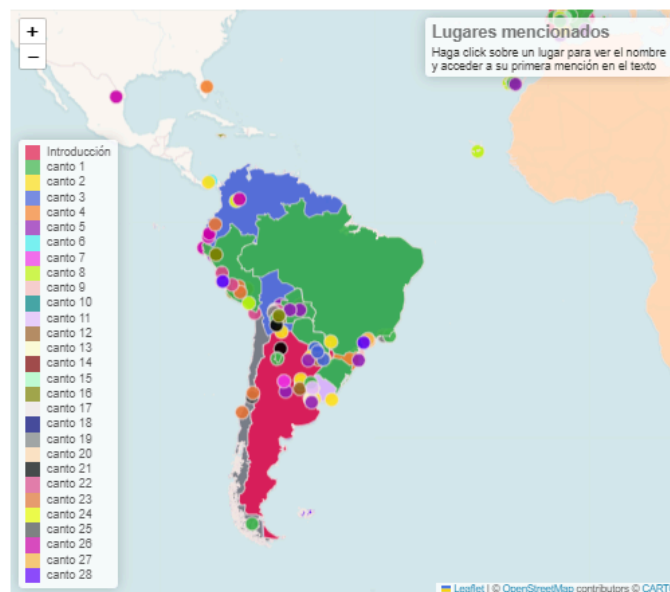 +
−
Lugares mencionados
Haga click sobre un lugar para ver el nombre
y acceder a su primera mención en el texto
Introducción
canto 1
canto 2
canto 3
canto 4
canto 5
canto 6
canto 7
canto 8
canto 9
canto 10
canto 11
canto 12
canto 13
canto 14
canto 15
canto 16
canto 17
canto 18
canto 19
canto 20
canto 21
canto 22
canto 23
canto 24
canto 25
canto 26
canto 27
canto 28
Leaflet | © OpenStreetMap contributors © CART